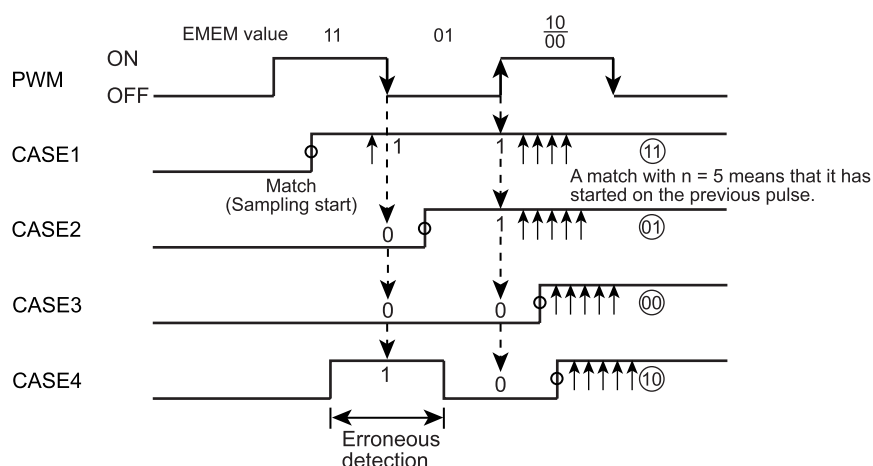 EMEM value 11 01 10
00
ON
PWM
OFF
CASE1 1 1 11
Match
(Sampling start)
A match with n = 5 means that it has
started on the previous pulse.
CASE2 0 1 01
CASE3 0 0 00
CASE4 1 0 10
Erroneous
detection